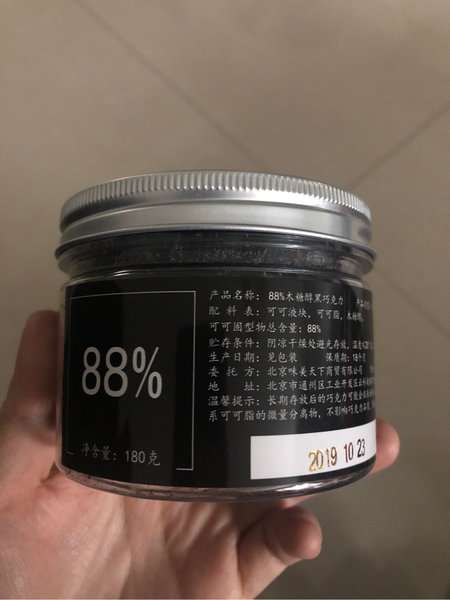 88%
净含量: 180克
产品名称: 88%木糖醇黑巧克力 产品
配 料 表: 可可液块, 可可脂, 木糖醇,
可可固型物总含量: 88%
贮存条件: 阴凉干燥处避光存放, 温度
生产日期: 见包装 保质期: 18个月
委 托 方: 北京味美天下商贸有限公司
地 址: 北京市通州区工业开发区
温馨提示: 长期存放后的巧克力可能会
系可可脂的微量分离物, 不影响巧克力品质
2019 10 23